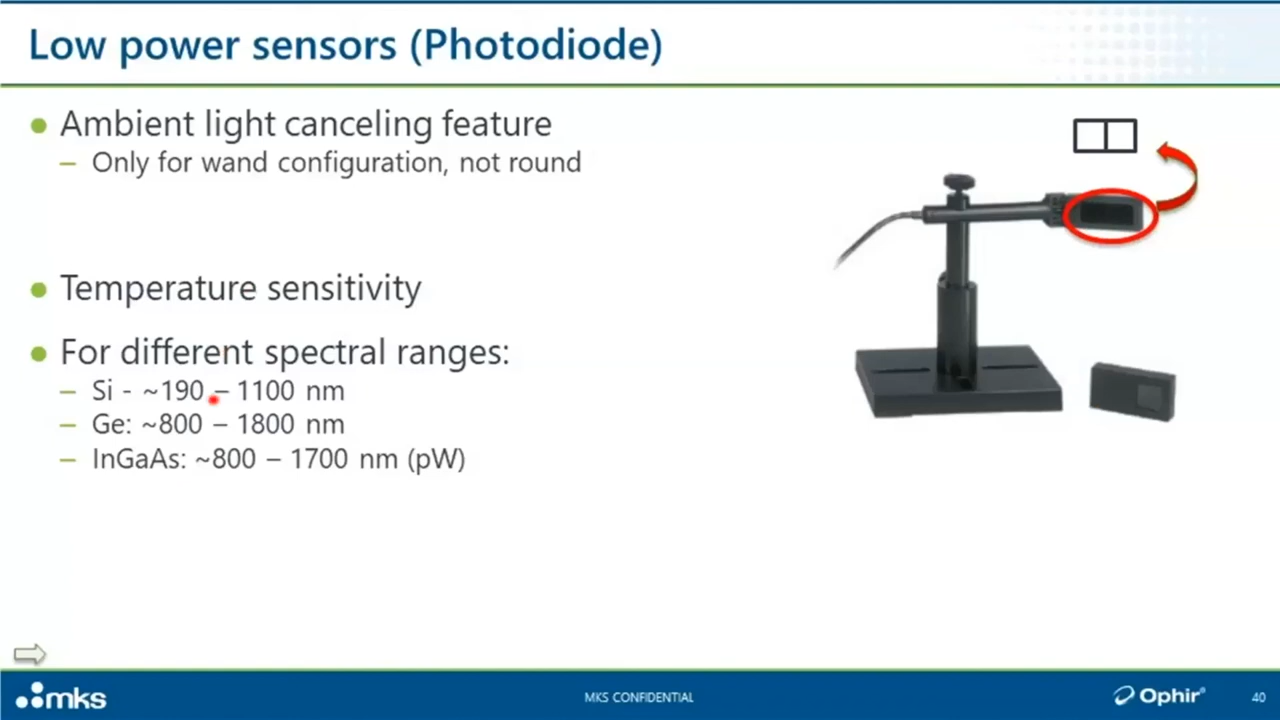 Low power sensors (Photodiode)
Ambient light canceling feature
– Only for wand configuration, not round
Temperature sensitivity
For different spectral ranges:
– Si - ~190 – 1100 nm
– Ge: ~800 – 1800 nm
– InGaAs: ~800 – 1700 nm (pW)
mks
MKS CONFIDENTIAL
Ophir®
40